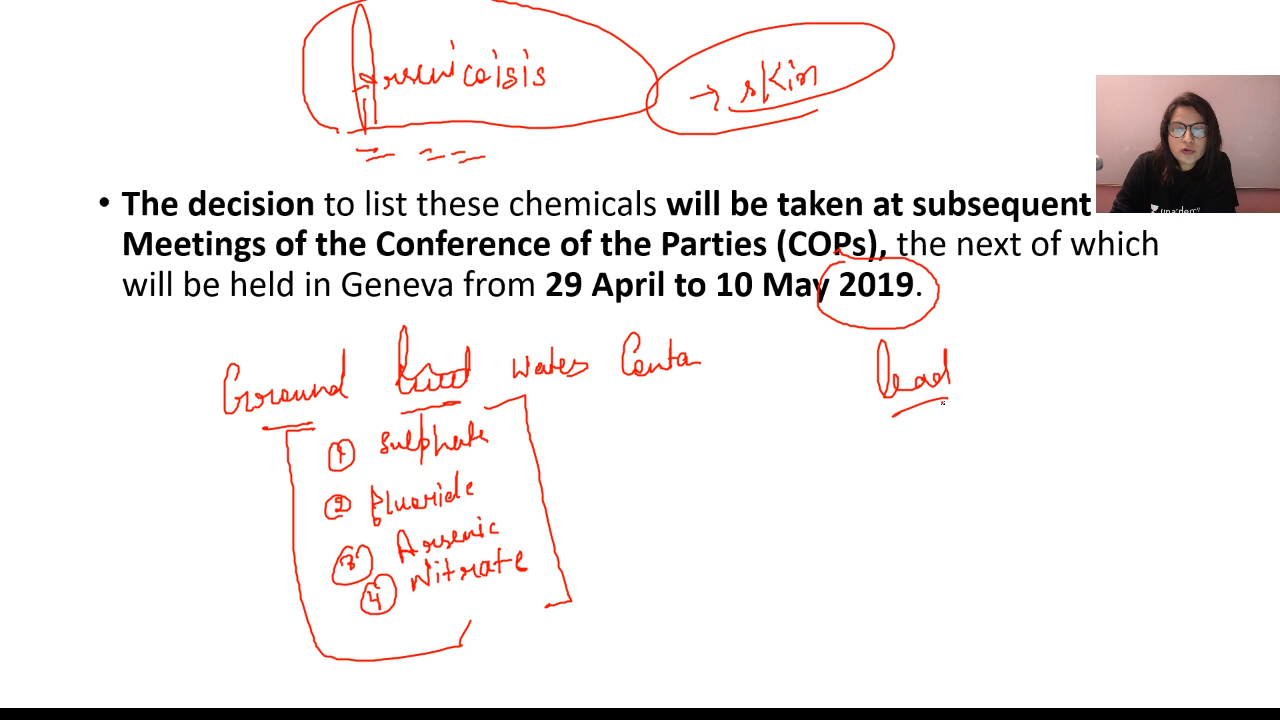 Arsenicoisis → skin
• The decision to list these chemicals will be taken at subsequent
Meetings of the Conference of the Parties (COPs), the next of which
will be held in Geneva from 29 April to 10 May 2019.
Ground water Conta
lead
1 Sulphate
2 Fluoride
3 Arsenic
4 Nitrate